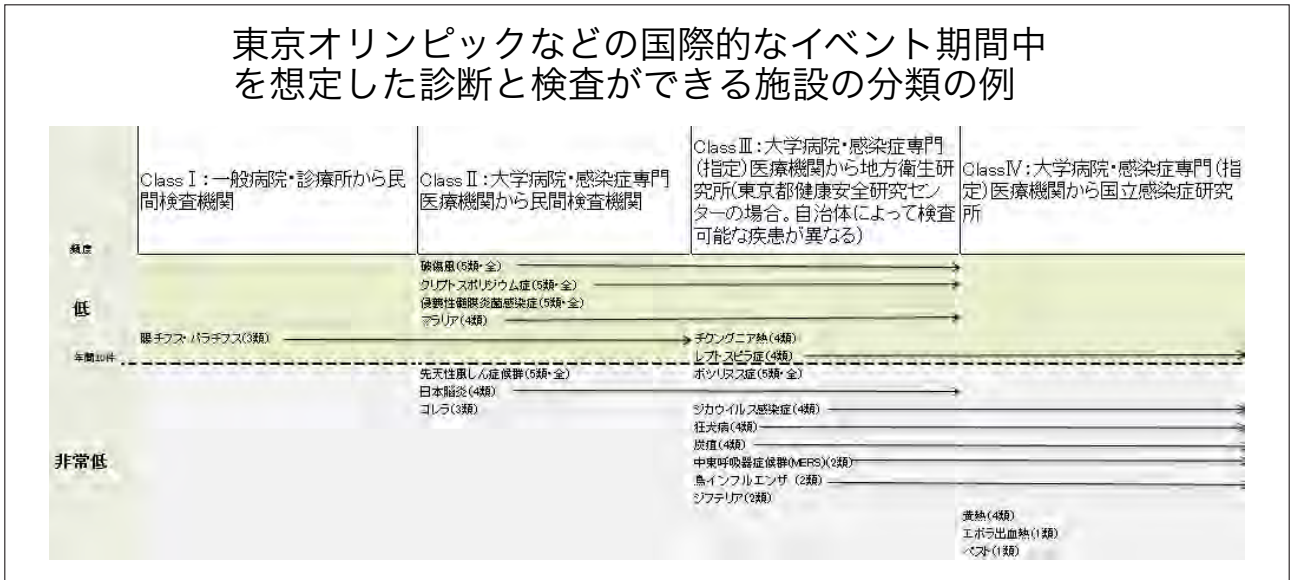 東京オリンピックなどの国際的なイベント期間中
を想定した診断と検査ができる施設の分類の例
ClassⅠ:一般病院・診療所から民
間検査機関
ClassⅡ:大学病院・感染症専門
医療機関から民間検査機関
ClassⅢ:大学病院・感染症専門
(指定)医療機関から地方衛生研
究所(東京都健康安全研究セン
ターの場合。自治体によって検査
可能な疾患が異なる)
ClassⅣ:大学病院・感染症専門(指
定)医療機関から国立感染症研究
所
頻度
低
破傷風(5類・全)
クリプトスポリジウム症(5類・全)
侵襲性髄膜炎菌感染症(5類・全)
マラリア(4類)
腸チフス・パラチフス(3類)
チクングニア熱(4類)
レプトスピラ症(4類)
年間10件
先天性風しん症候群(5類・全)
ボツリヌス症(5類・全)
日本脳炎(4類)
コレラ(3類)
非常低
ジカウイルス感染症(4類)
狂犬病(4類)
炭疽(4類)
中東呼吸器症候群(MERS)(2類)
鳥インフルエンザ(2類)
ジフテリア(2類)
黄熱(4類)
エボラ出血熱(1類)
ペスト(1類)